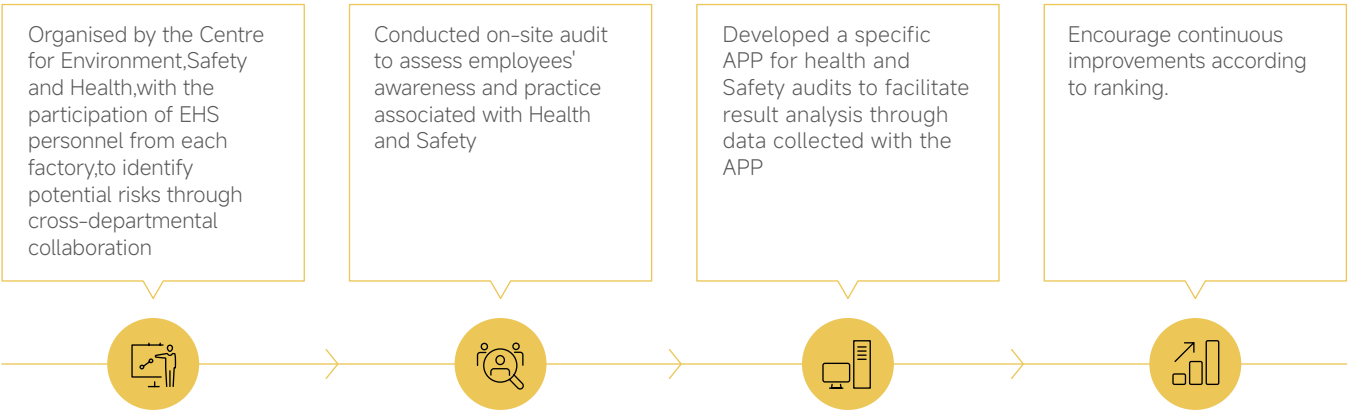 Organised by the Centre
for Environment,Safety
and Health,with the
participation of EHS
personnel from each
factory,to identify
potential risks through
cross-departmental
collaboration
Conducted on-site audit
to assess employees'
awareness and practice
associated with Health
and Safety
Developed a specific
APP for health and
Safety audits to facilitate
result analysis through
data collected with the
APP
Encourage continuous
improvements according
to ranking.